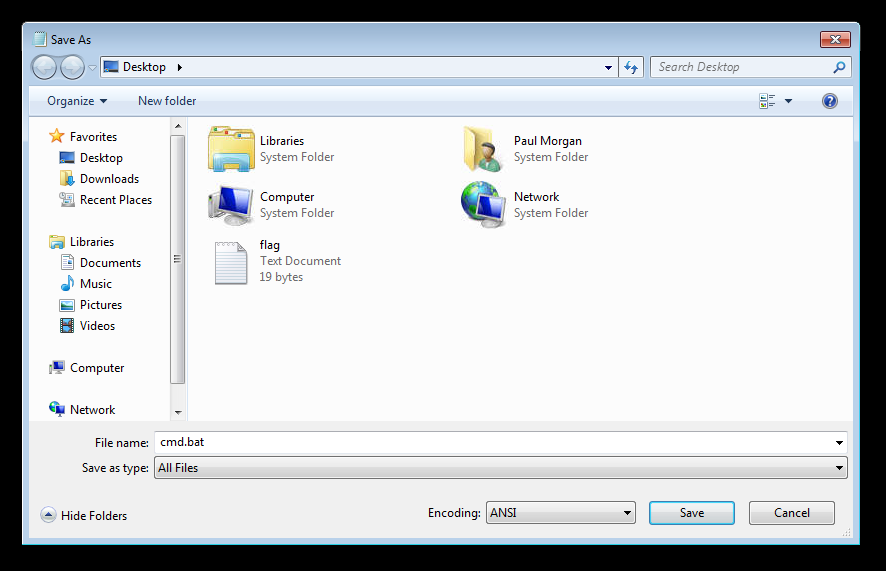 Save As
Desktop
Search Desktop
Organize New folder
Favorites
Desktop
Downloads
Recent Places
Libraries
Documents
Music
Pictures
Videos
Computer
Network
Libraries
System Folder
Paul Morgan
System Folder
Computer
System Folder
Network
System Folder
flag
Text Document
19 bytes
File name: cmd.bat
Save as type: All Files
Hide Folders Encoding: ANSI Save Cancel